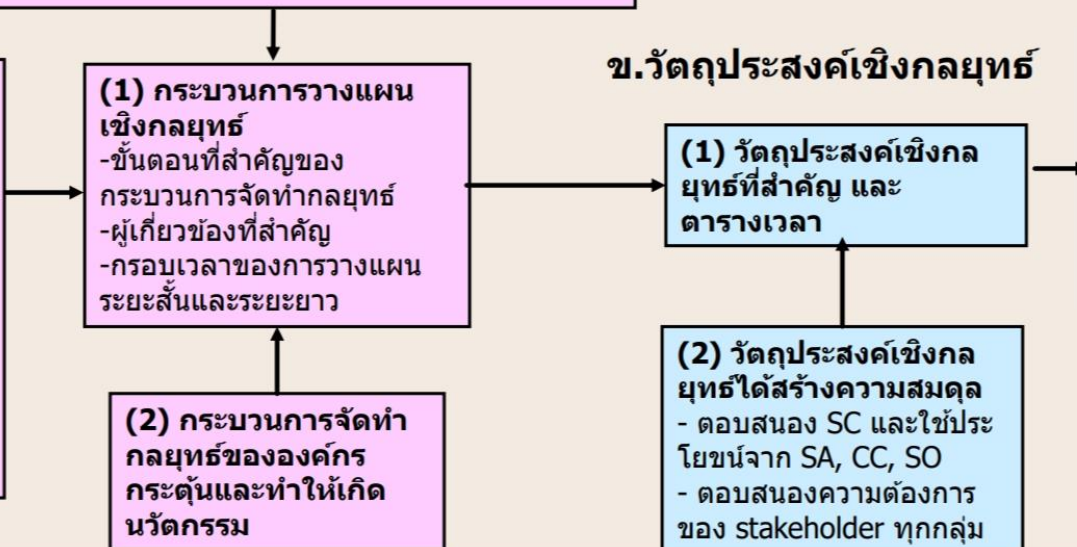 (1) กระบวนการวางแผน
เชิงกลยุทธ์
-ขั้นตอนที่สำคัญของ
กระบวนการจัดทำกลยุทธ์
-ผู้เกี่ยวข้องที่สำคัญ
-กรอบเวลาของการวางแผน
ระยะสั้นและระยะยาว
(2) กระบวนการจัดทำ
กลยุทธ์ขององค์กร
กระตุ้นและทำให้เกิด
นวัตกรรม
ข.วัตถุประสงค์เชิงกลยุทธ์
(1) วัตถุประสงค์เชิงกล
ยุทธ์ที่สำคัญ และ
ตารางเวลา
(2) วัตถุประสงค์เชิงกล
ยุทธ์ได้สร้างความสมดุล
- ตอบสนอง SC และใช้ประ
โยขน์จาก SA, CC, SO
- ตอบสนองความต้องการ
ของ stakeholder ทุกกลุ่ม